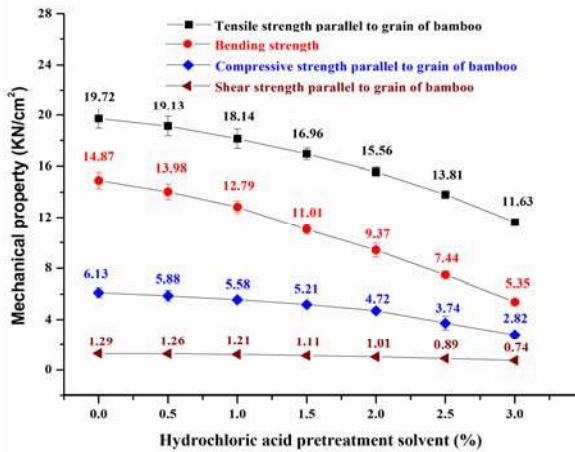 Tensile strength parallel to grain of bamboo
Bending strength
Compressive strength parallel to grain of bamboo
Shear strength parallel to grain of bamboo
28
24
20
16
12
8
4
0
Mechanical property (KN/cm²)
19.72 19.13 18.14 16.96 15.56 13.81 11.63
14.87 13.98 12.79 11.01 9.37 7.44 5.35
6.13 5.88 5.58 5.21 4.72 3.74 2.82
1.29 1.26 1.21 1.11 1.01 0.89 0.74
0.0 0.5 1.0 1.5 2.0 2.5 3.0
Hydrochloric acid pretreatment solvent (%)